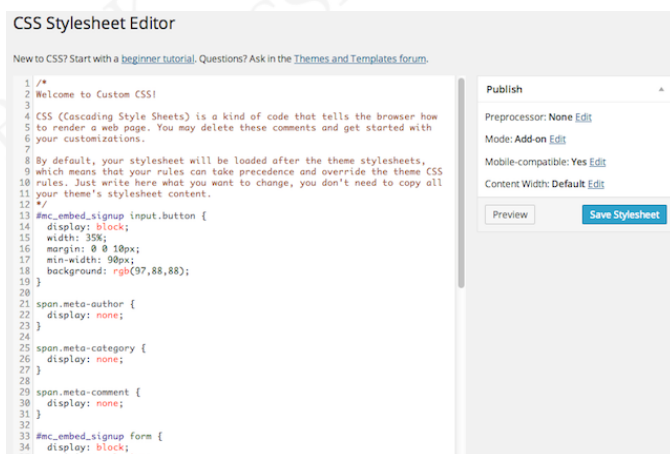 CSS Stylesheet Editor
New to CSS? Start with a beginner tutorial. Questions? Ask in the Themes and Templates forum.
1 /*
2 Welcome to Custom CSS!
3
4 CSS (Cascading Style Sheets) is a kind of code that tells the browser how
5 to render a web page. You may delete these comments and get started with
6 your customizations.
7
8 By default, your stylesheet will be loaded after the theme stylesheets,
9 which means that your rules can take precedence and override the theme CSS
10 rules. Just write here what you want to change, you don't need to copy all
11 your theme's stylesheet content.
12 */
13 #mc_embed_signup input.button {
14 display: block;
15 width: 35%;
16 margin: 0 0 10px;
17 min-width: 90px;
18 background: rgb(97,88,88);
19 }
20
21 span.meta-author {
22 display: none;
23 }
24
25 span.meta-category {
26 display: none;
27 }
28
29 span.meta-comment {
30 display: none;
31 }
32
33 #mc_embed_signup form {
34 display: block;
Publish
Preprocessor: None Edit
Mode: Add-on Edit
Mobile-compatible: Yes Edit
Content Width: Default Edit
Preview
Save Stylesheet